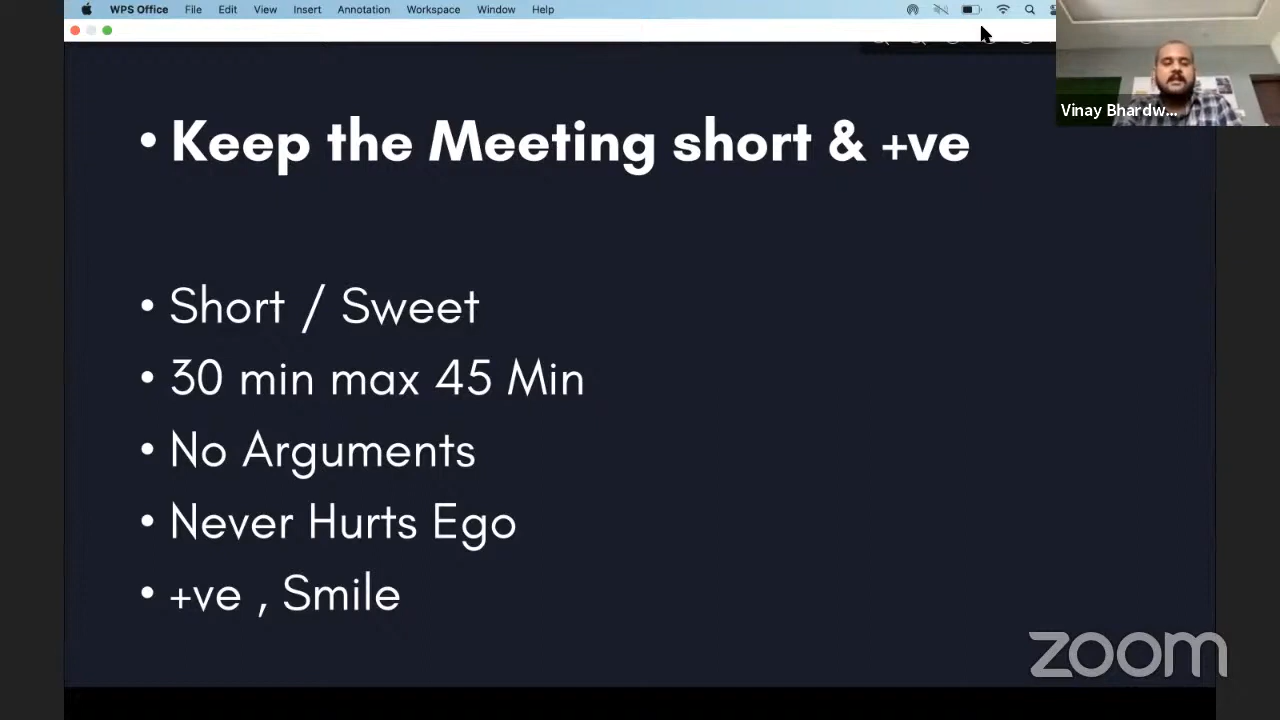 WPS Office File Edit View Insert Annotation Workspace Window Help
Vinay Bhardw...
• Keep the Meeting short & +ve
• Short / Sweet
• 30 min max 45 Min
• No Arguments
• Never Hurts Ego
• +ve , Smile
zoom